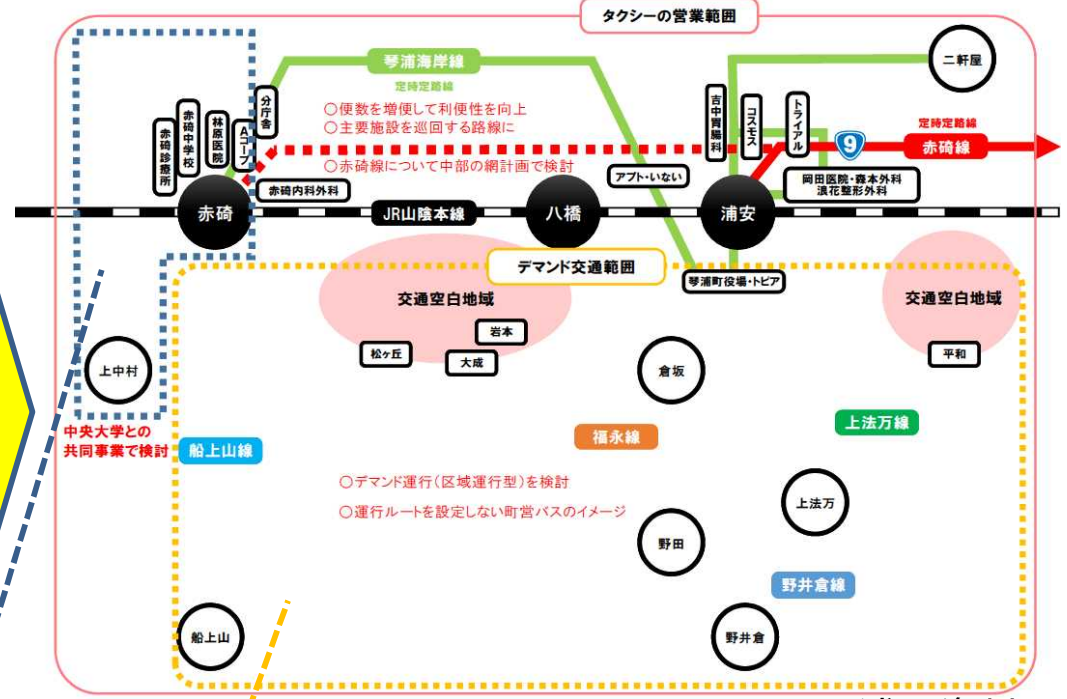 タクシーの営業範囲
琴浦海岸線
定時定路線
○便数を増便して利便性を向上
○主要施設を巡回する路線に
○赤碕線について中部の網計画で検討
二軒屋
分庁舎
Aコープ
林原医院
赤碕中学校
赤碕診療所
赤碕内科外科
吉中胃腸科
コスモス
トライアル
9
定時定路線
赤碕線
アプト・いない
岡田医院・森本外科
浪花整形外科
赤碕
JR山陰本線
八橋
浦安
デマンド交通範囲
琴浦町役場・トピア
交通空白地域
交通空白地域
岩本
松ヶ丘
大成
平和
上中村
倉坂
中央大学との
共同事業で検討
船上山線
福永線
上法万線
○デマンド運行（区域運行型）を検討
○運行ルートを設定しない町営バスのイメージ
上法万
野田
野井倉線
船上山
野井倉